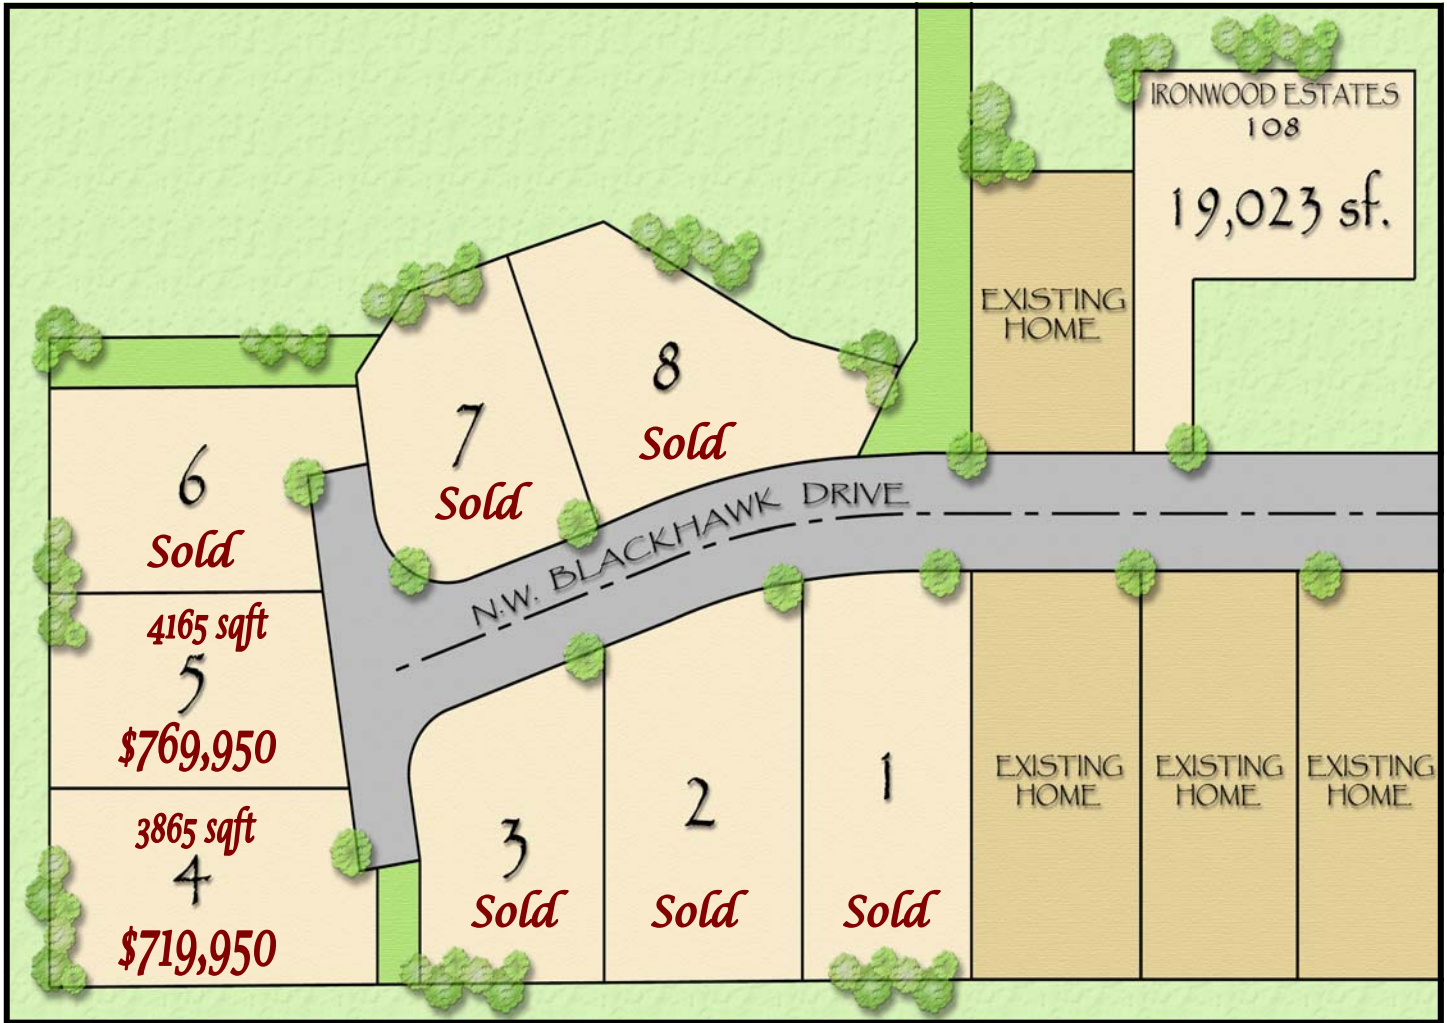 IRONWOOD ESTATES
108
19,023 sf.
EXISTING
HOME
8
Sold
7
Sold
6
Sold
N.W. BLACKHAWK DRIVE
4165 sqft
5
$769,950
3865 sqft
4
$719,950
3
Sold
2
Sold
1
Sold
EXISTING
HOME
EXISTING
HOME
EXISTING
HOME